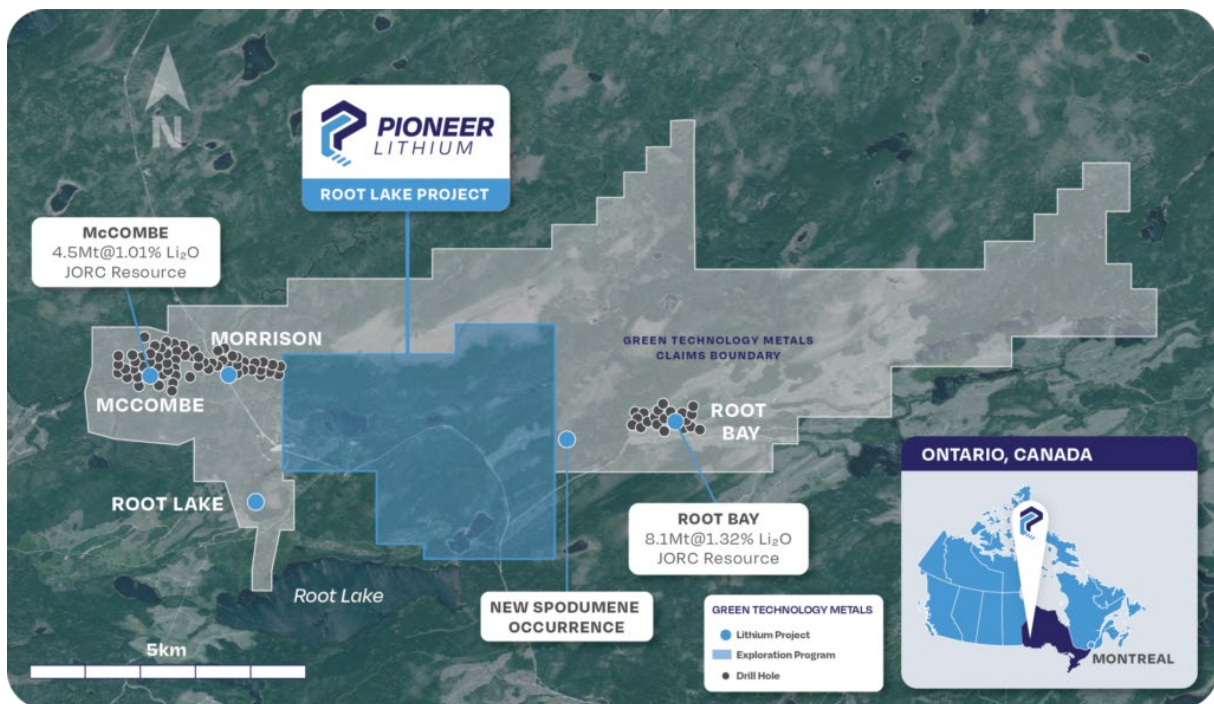 N
PIONEER
LITHIUM
ROOT LAKE PROJECT
McCOMBE
4.5Mt@1.01% Li₂O
JORC Resource
MORRISON
MCCOMBE
ROOT LAKE
Root Lake
GREEN TECHNOLOGY METALS
CLAIMS BOUNDARY
ROOT
BAY
ROOT BAY
8.1Mt@1.32% Li₂O
JORC Resource
NEW SPODUMENE
OCCURRENCE
5km
GREEN TECHNOLOGY METALS
Lithium Project
Exploration Program
Drill Hole
ONTARIO, CANADA
MONTREAL